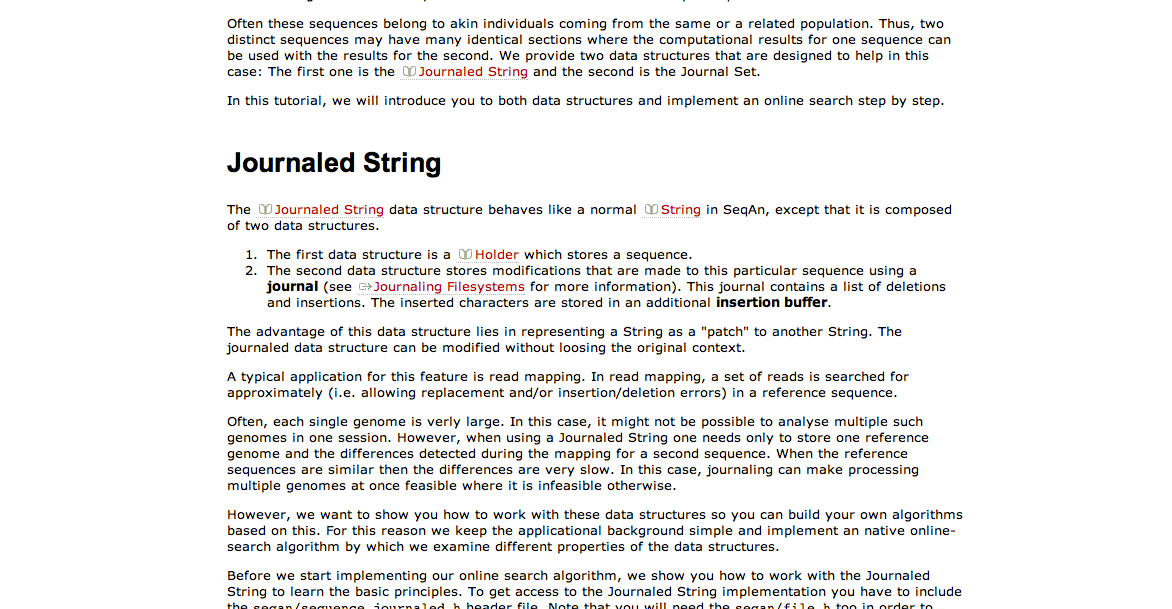 Often these sequences belong to akin individuals coming from the same or a related population. Thus, two
distinct sequences may have many identical sections where the computational results for one sequence can
be used with the results for the second. We provide two data structures that are designed to help in this
case: The first one is the Journaled String and the second is the Journal Set.
In this tutorial, we will introduce you to both data structures and implement an online search step by step.
Journaled String
The Journaled String data structure behaves like a normal String in SeqAn, except that it is composed
of two data structures.
1. The first data structure is a Holder which stores a sequence.
2. The second data structure stores modifications that are made to this particular sequence using a
journal (see Journaling Filesystems for more information). This journal contains a list of deletions
and insertions. The inserted characters are stored in an additional insertion buffer.
The advantage of this data structure lies in representing a String as a "patch" to another String. The
journaled data structure can be modified without loosing the original context.
A typical application for this feature is read mapping. In read mapping, a set of reads is searched for
approximately (i.e. allowing replacement and/or insertion/deletion errors) in a reference sequence.
Often, each single genome is verly large. In this case, it might not be possible to analyse multiple such
genomes in one session. However, when using a Journaled String one needs only to store one reference
genome and the differences detected during the mapping for a second sequence. When the reference
sequences are similar then the differences are very slow. In this case, journaling can make processing
multiple genomes at once feasible where it is infeasible otherwise.
However, we want to show you how to work with these data structures so you can build your own algorithms
based on this. For this reason we keep the applicational background simple and implement an native online-
search algorithm by which we examine different properties of the data structures.
Before we start implementing our online search algorithm, we show you how to work with the Journaled
String to learn the basic principles. To get access to the Journaled String implementation you have to include
the seqan/sequence_journaled.h header file. Note that you will need the seqan/file.h too in order to